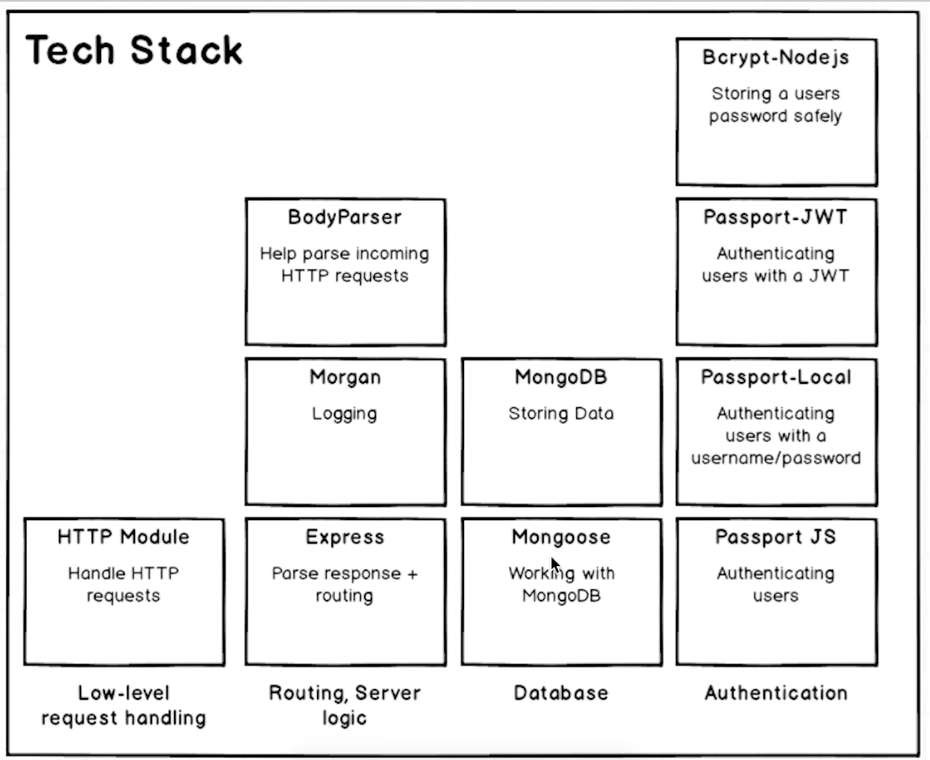 Tech Stack
Bcrypt-Nodejs
Storing a users
password safely
BodyParser
Help parse incoming
HTTP requests
Passport-JWT
Authenticating
users with a JWT
Morgan
Logging
MongoDB
Storing Data
Passport-Local
Authenticating
users with a
username/password
HTTP Module
Handle HTTP
requests
Express
Parse response +
routing
Mongoose
Working with
MongoDB
Passport JS
Authenticating
users
Low-level
request handling
Routing, Server
logic
Database
Authentication